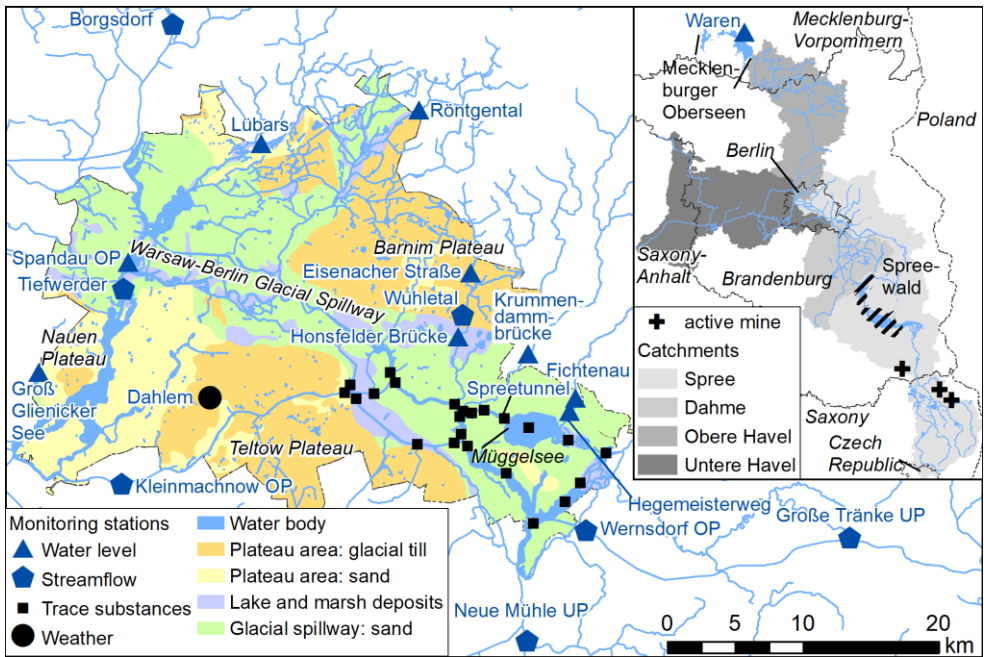 Borgsdorf
Lübars
Röntgental
Barnim Plateau
Spandau OP
Tiefwerder
Warsaw-Berlin Glacial Spillway
Eisenacher Straße
Wuhletal
Krummen-
damm-
brücke
Honsfelder Brücke
Nauen
Plateau
Groß
Glienicker
See
Dahlem
Spreetunnel
Fichtenau
Teltow Plateau
Müggelsee
Kleinmachnow OP
Hegemeisterweg
Wernsdorf OP
Große Tränke UP
Neue Mühle UP
Monitoring stations
Water level
Streamflow
Trace substances
Weather
Water body
Plateau area: glacial till
Plateau area: sand
Lake and marsh deposits
Glacial spillway: sand
0 5 10 20
km
Waren
Mecklenburg-
Vorpommern
Mecklen-
burger
Oberseen
Poland
Berlin
Saxony-
Anhalt
Brandenburg
Spree-
wald
active mine
Catchments
Spree
Dahme
Obere Havel
Untere Havel
Saxony
Czech
Republic